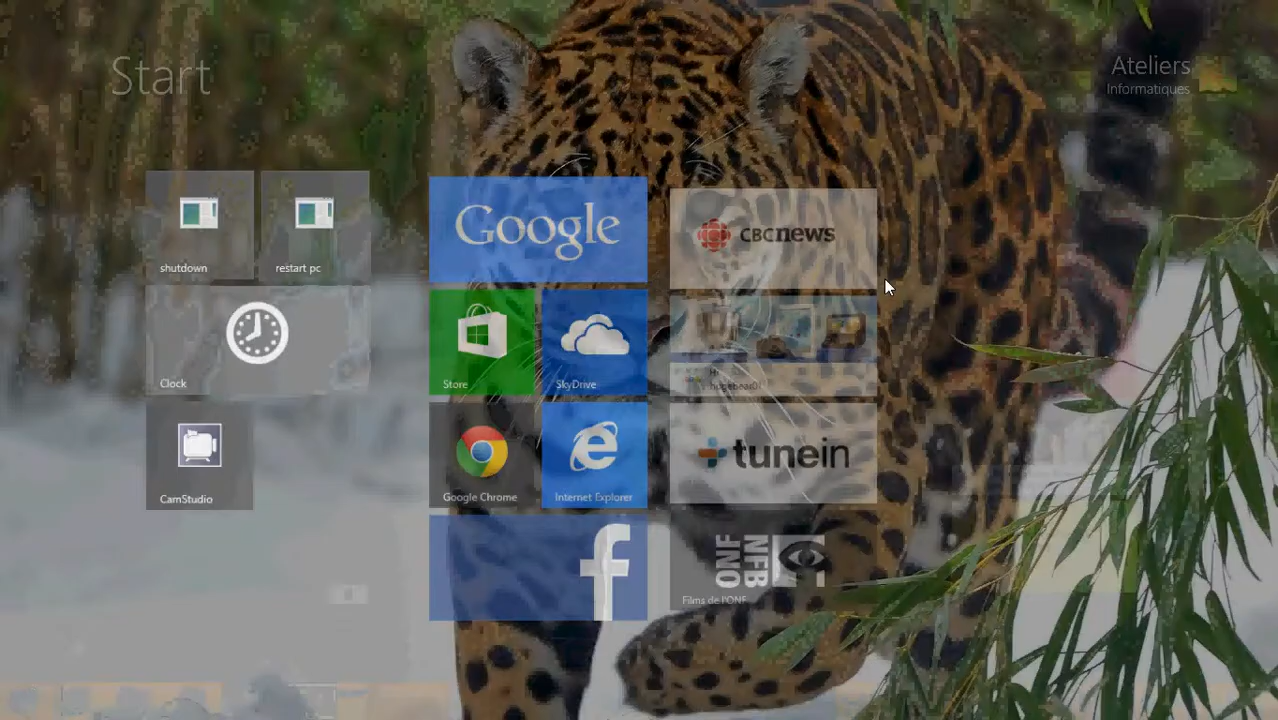 Start
Ateliers
Informatiques
shutdown
restart pc
Clock
CamStudio
Google
Store
SkyDrive
Google Chrome
Internet Explorer
f
CBCnews
tunein
ONF
NFB
Films de l'ONF